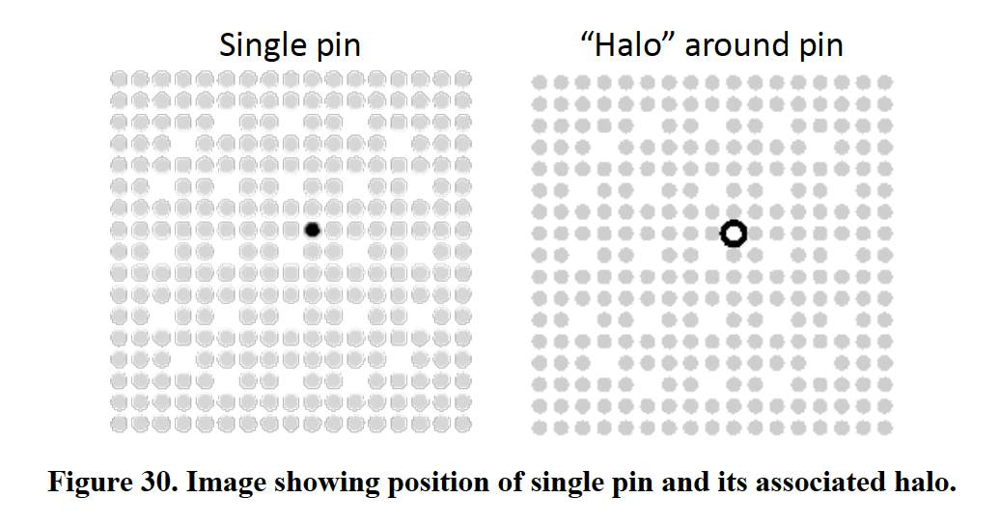 Single pin
“Halo” around pin
Figure 30. Image showing position of single pin and its associated halo.